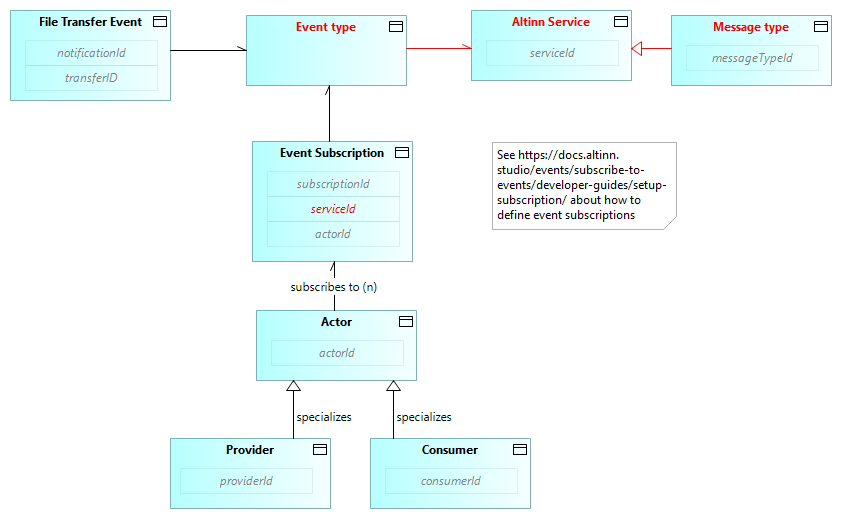 File Transfer Event
notificationId
transferID
Event type
Altinn Service
serviceId
Message type
messageTypeId
Event Subscription
subscriptionId
serviceId
actorId
See https://docs.altinn.
studio/events/subscribe-to-
events/developer-guides/setup-
subscription/ about how to
define event subscriptions
subscribes to (n)
Actor
actorId
specializes
specializes
Provider
providerId
Consumer
consumerId